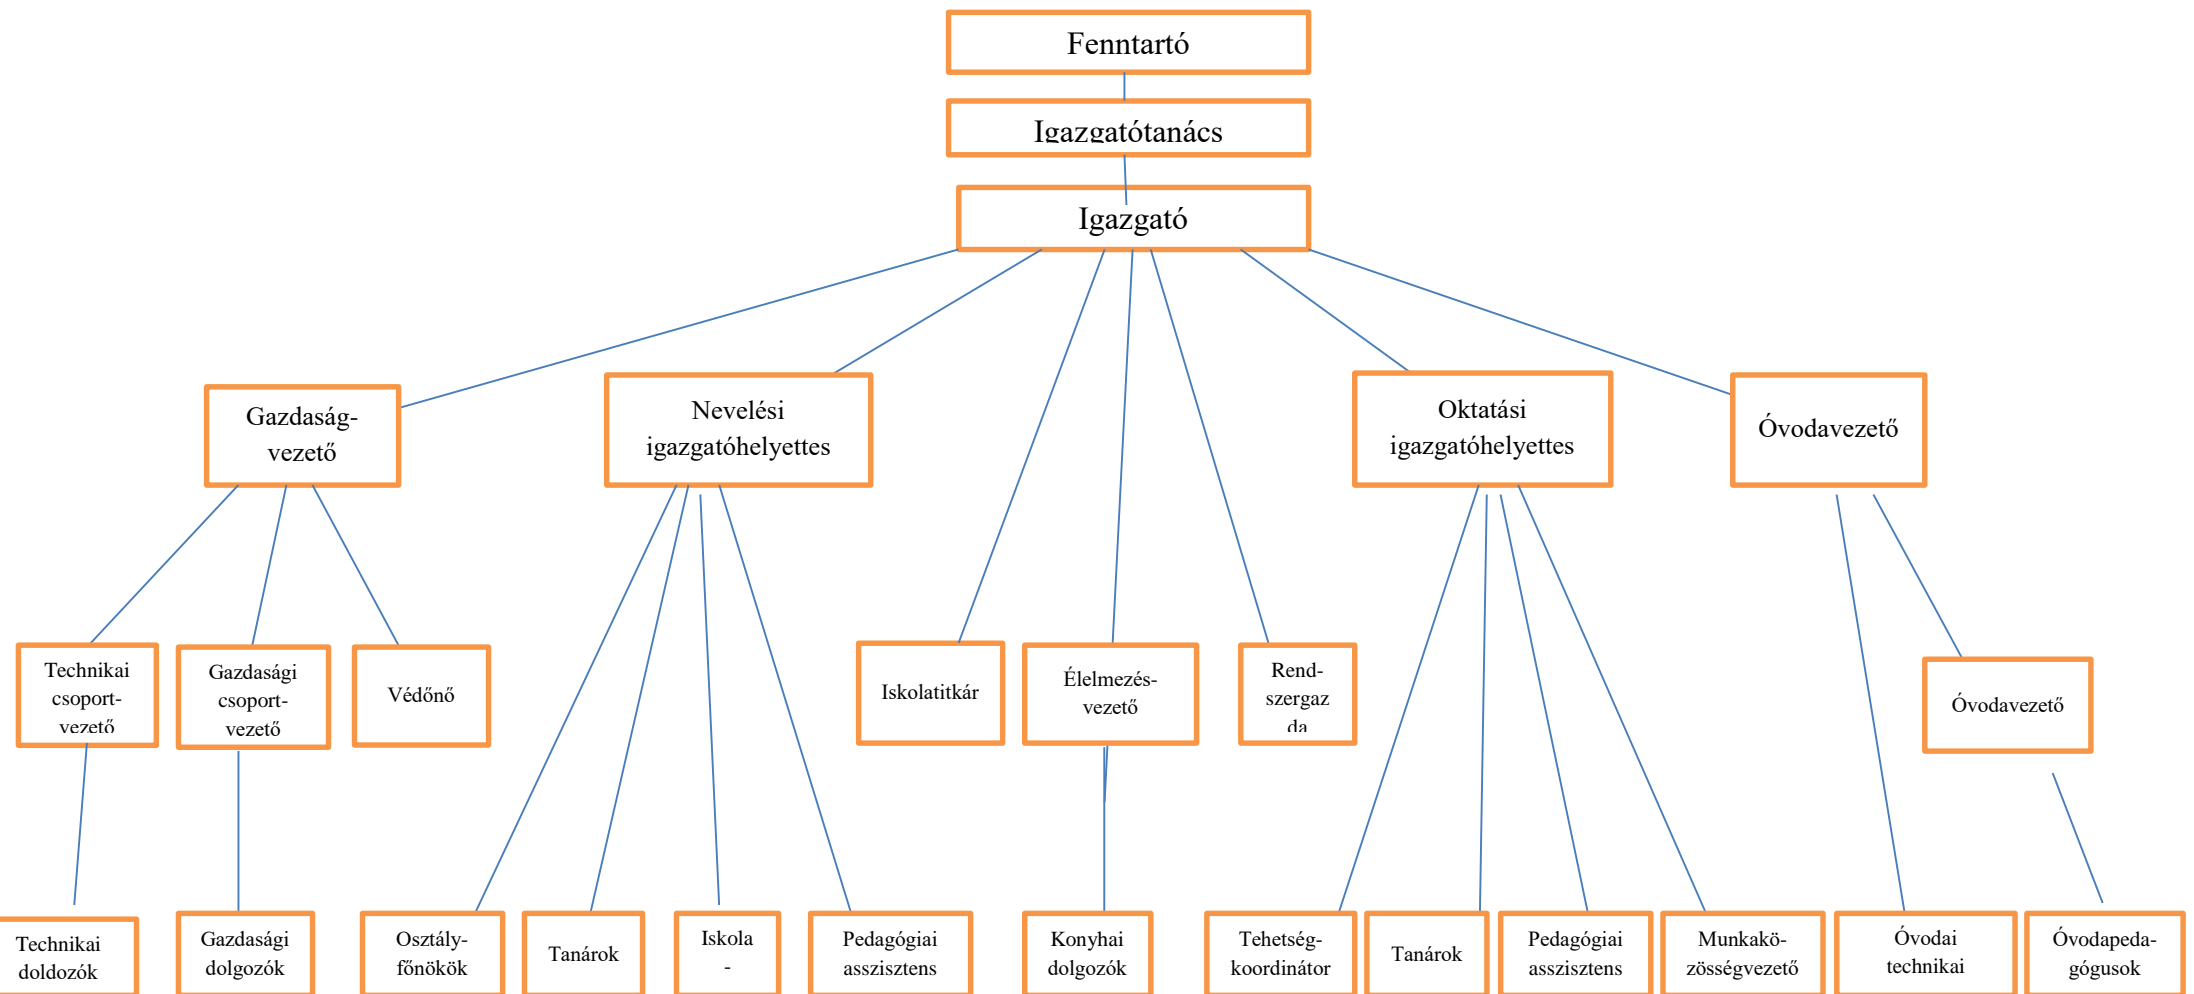 Fenntartó
Igazgatótanács
Igazgató
Gazdaság-
vezető
Nevelési
igazgatóhelyettes
Oktatási
igazgatóhelyettes
Óvodavezető
Technikai
csoport-
vezető
Gazdasági
csoport-
vezető
Védőnő
Iskolatitkár
Élelmezés-
vezető
Rend-
szergaz
da
Óvodavezető
Technikai
doldozók
Gazdasági
dolgozók
Osztály-
főnökök
Tanárok
Iskola
-
Pedagógiai
asszisztens
Konyhai
dolgozók
Tehetség-
koordinátor
Tanárok
Pedagógiai
asszisztens
Munkakö-
zösségvezető
Óvodai
technikai
Óvodapeda-
gógusok